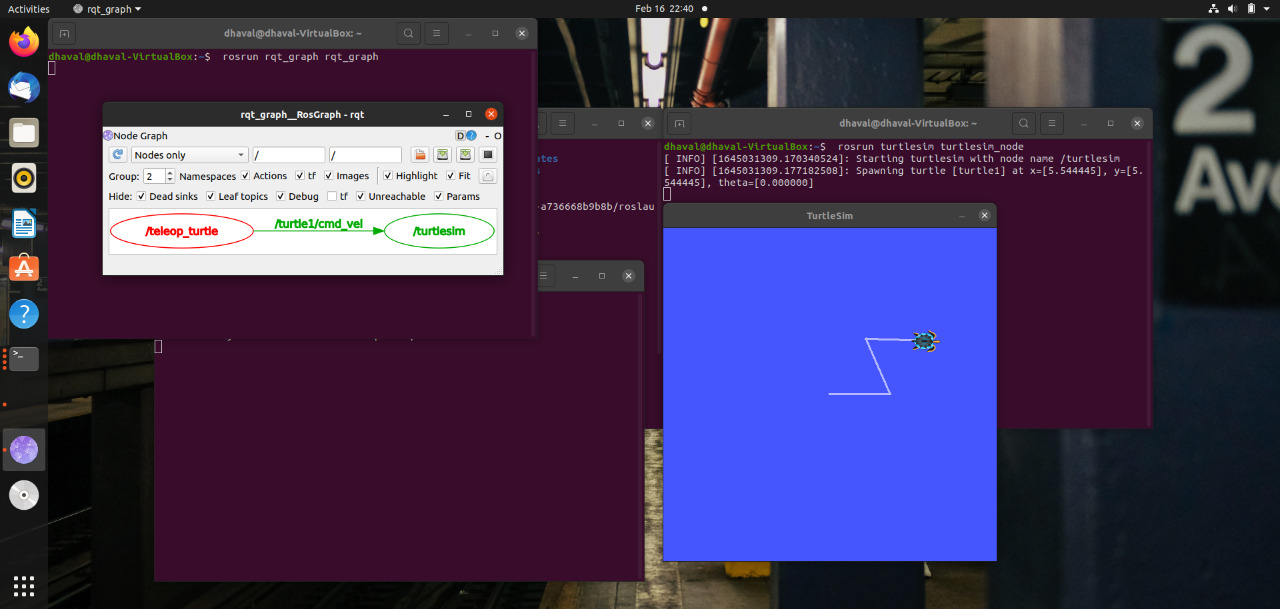 Activities
rqt_graph
Feb 16 22:40
dhaval@dhaval-VirtualBox: ~
dhaval@dhaval-VirtualBox:~$ rosrun rqt_graph rqt_graph
rqt_graph__RosGraph - rqt
Node Graph
D
?
- O
Nodes only
/
/
Group: 2 Namespaces Actions tf Images Highlight Fit
Hide: Dead sinks Leaf topics Debug tf Unreachable Params
/teleop_turtle
/turtle1/cmd_vel
/turtlesim
-a736668b9b8b/roslau
dhaval@dhaval-VirtualBox: ~
dhaval@dhaval-VirtualBox:~$ rosrun turtlesim turtlesim_node
[ INFO] [1645031309.170340524]: Starting turtlesim with node name /turtlesim
[ INFO] [1645031309.177182508]: Spawning turtle [turtle1] at x=[5.544445], y=[5.
544445], theta=[0.000000]
TurtleSim
2
Av